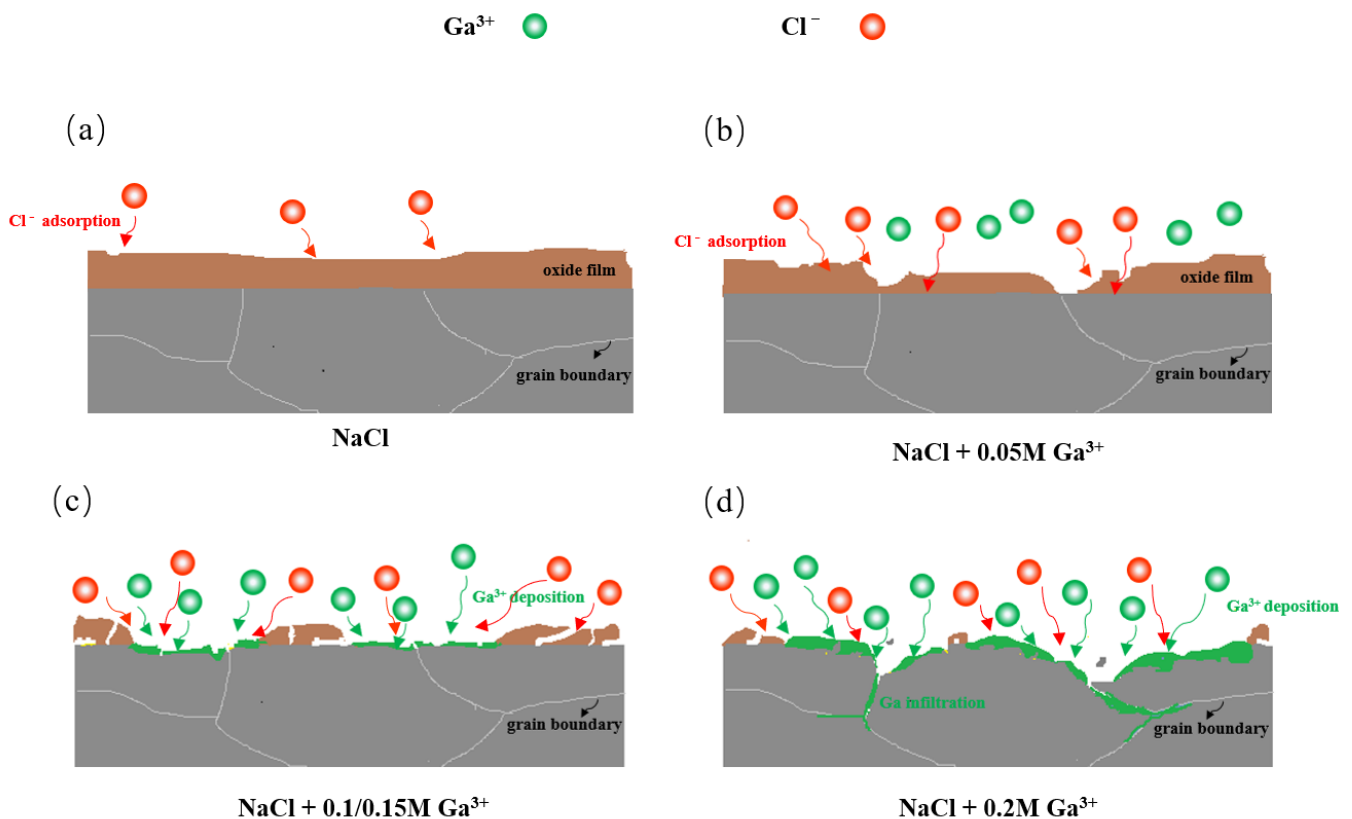 Ga³⁺
Cl⁻
(a)
(b)
Cl⁻ adsorption
oxide film
grain boundary
NaCl
Cl⁻ adsorption
oxide film
grain boundary
NaCl + 0.05M Ga³⁺
(c)
(d)
Ga³⁺ deposition
grain boundary
NaCl + 0.1/0.15M Ga³⁺
Ga³⁺ deposition
Ga infiltration
grain boundary
NaCl + 0.2M Ga³⁺